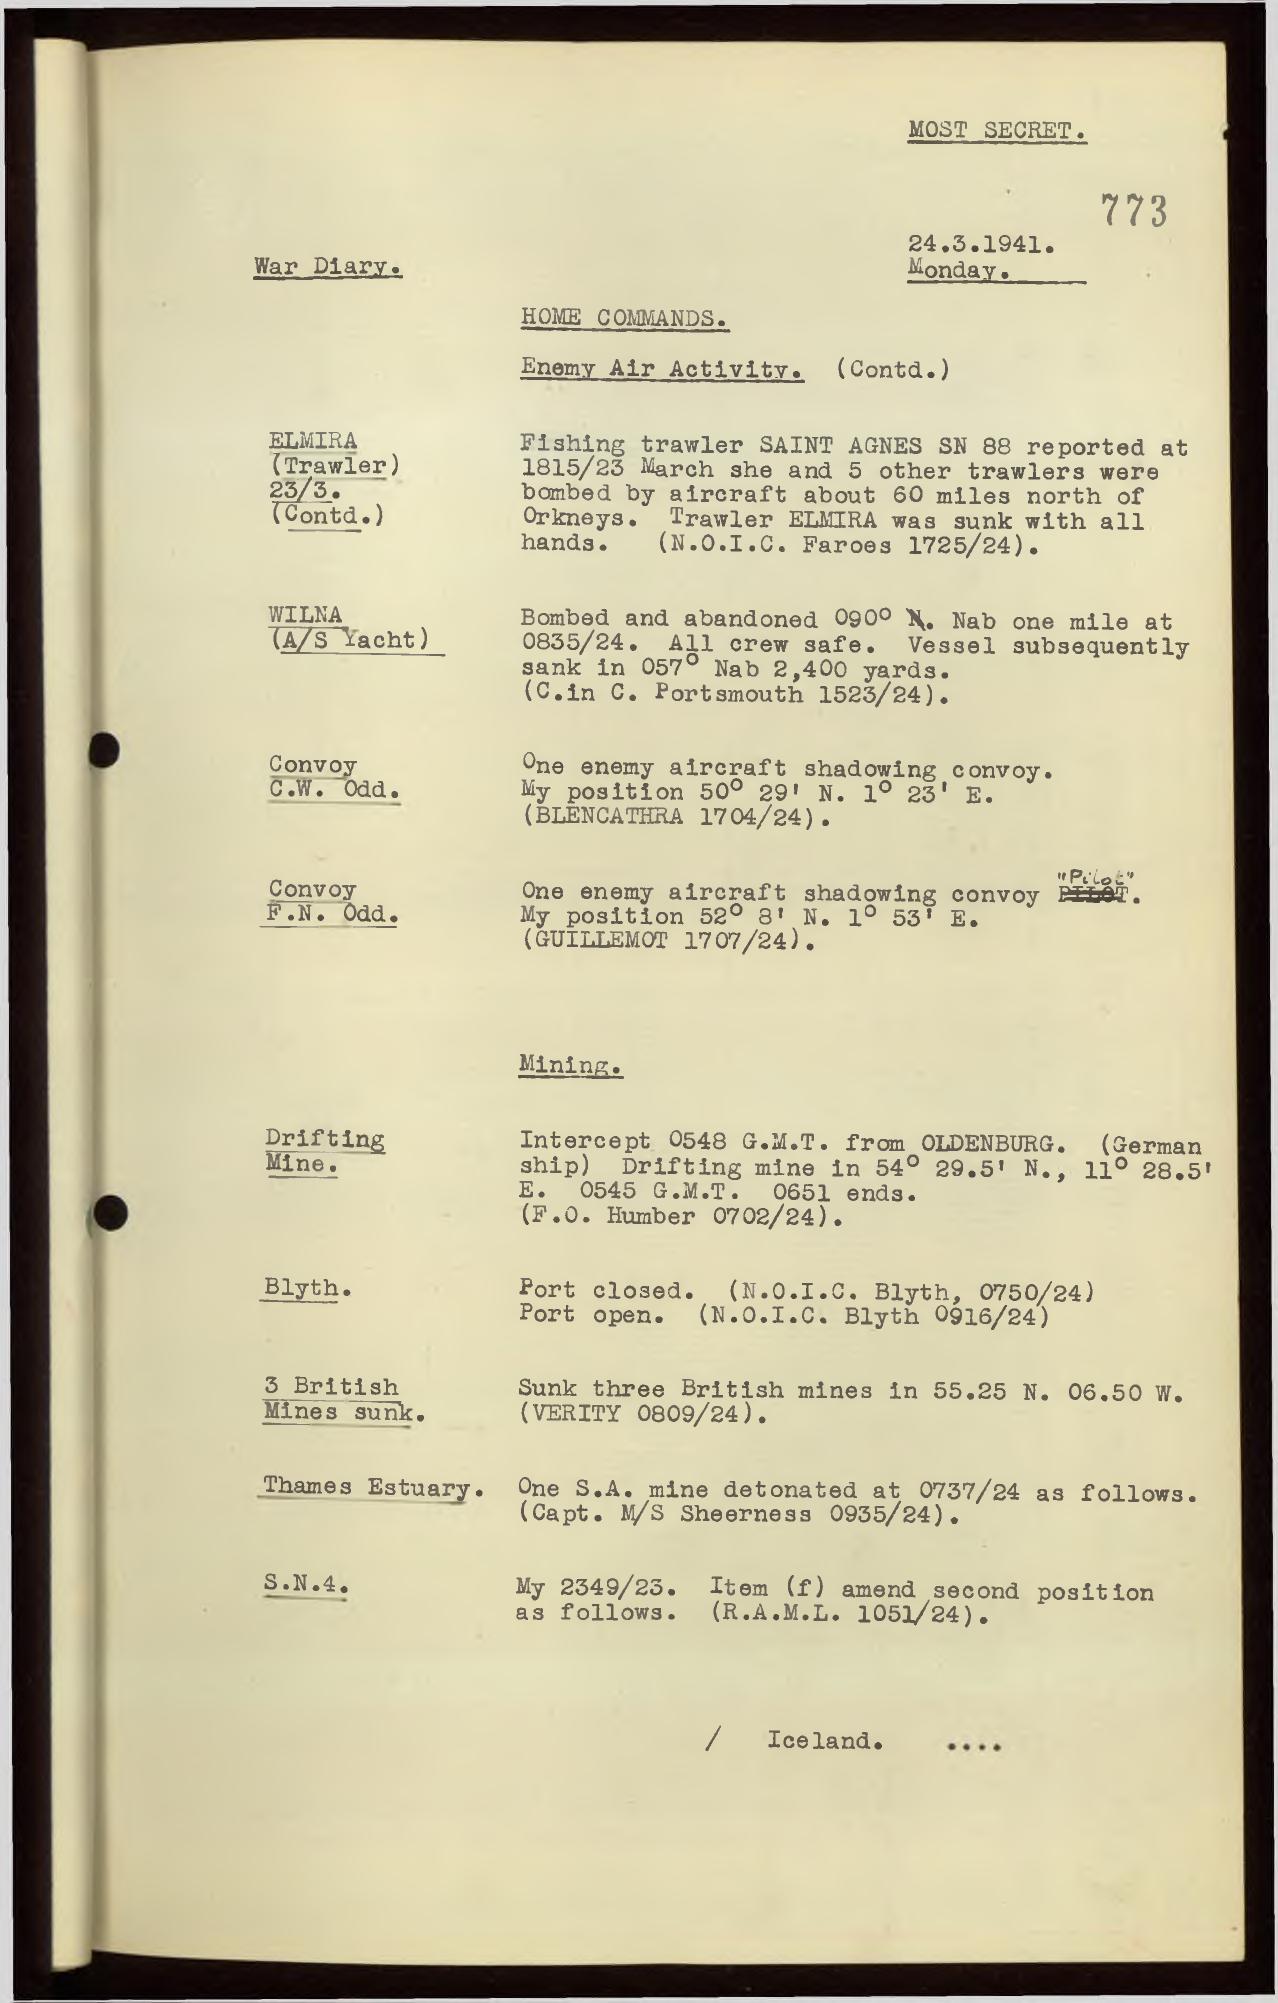 MOST SECRET.
773
24.3.1941.
War Diary.
Monday.
HOME COMMANDS.
Enemy Air Activity. (Contd.)
ELMIRA
(Trawler)
23/3.
(Contd.)
Fishing trawler SAINT AGNES SN 88 reported at
1815/23 March she and 5 other trawlers were
bombed by aircraft about 60 miles north of
Orkneys. Trawler ELMIRA was sunk with all
hands. (N.O.I.C. Faroes 1725/24).
WILNA
(A/S Yacht)
Bombed and abandoned 090° N. Nab one mile at
0835/24. All crew safe. Vessel subsequently
sank in 057° Nab 2,400 yards.
(C.in C. Portsmouth 1523/24).
Convoy
C.W. Odd.
One enemy aircraft shadowing convoy.
My position 50° 29' N. 1° 23' E.
(BLENCATHRA 1704/24).
Convoy
F.N. Odd.
"Pilot"
One enemy aircraft shadowing convoy PILOT.
My position 52° 8' N. 1° 53' E.
(GUILLEMOT 1707/24).
Mining.
Drifting
Mine.
Intercept 0548 G.M.T. from OLDENBURG. (German
ship) Drifting mine in 54° 29.5' N., 11° 28.5'
E. 0545 G.M.T. 0651 ends.
(F.O. Humber 0702/24).
Blyth.
Port closed. (N.O.I.C. Blyth, 0750/24)
Port open. (N.O.I.C. Blyth 0916/24)
3 British
Mines sunk.
Sunk three British mines in 55.25 N. 06.50 W.
(VERITY 0809/24).
Thames Estuary.
One S.A. mine detonated at 0737/24 as follows.
(Capt. M/S Sheerness 0935/24).
S.N.4.
My 2349/23. Item (f) amend second position
as follows. (R.A.M.L. 1051/24).
/ Iceland. ....